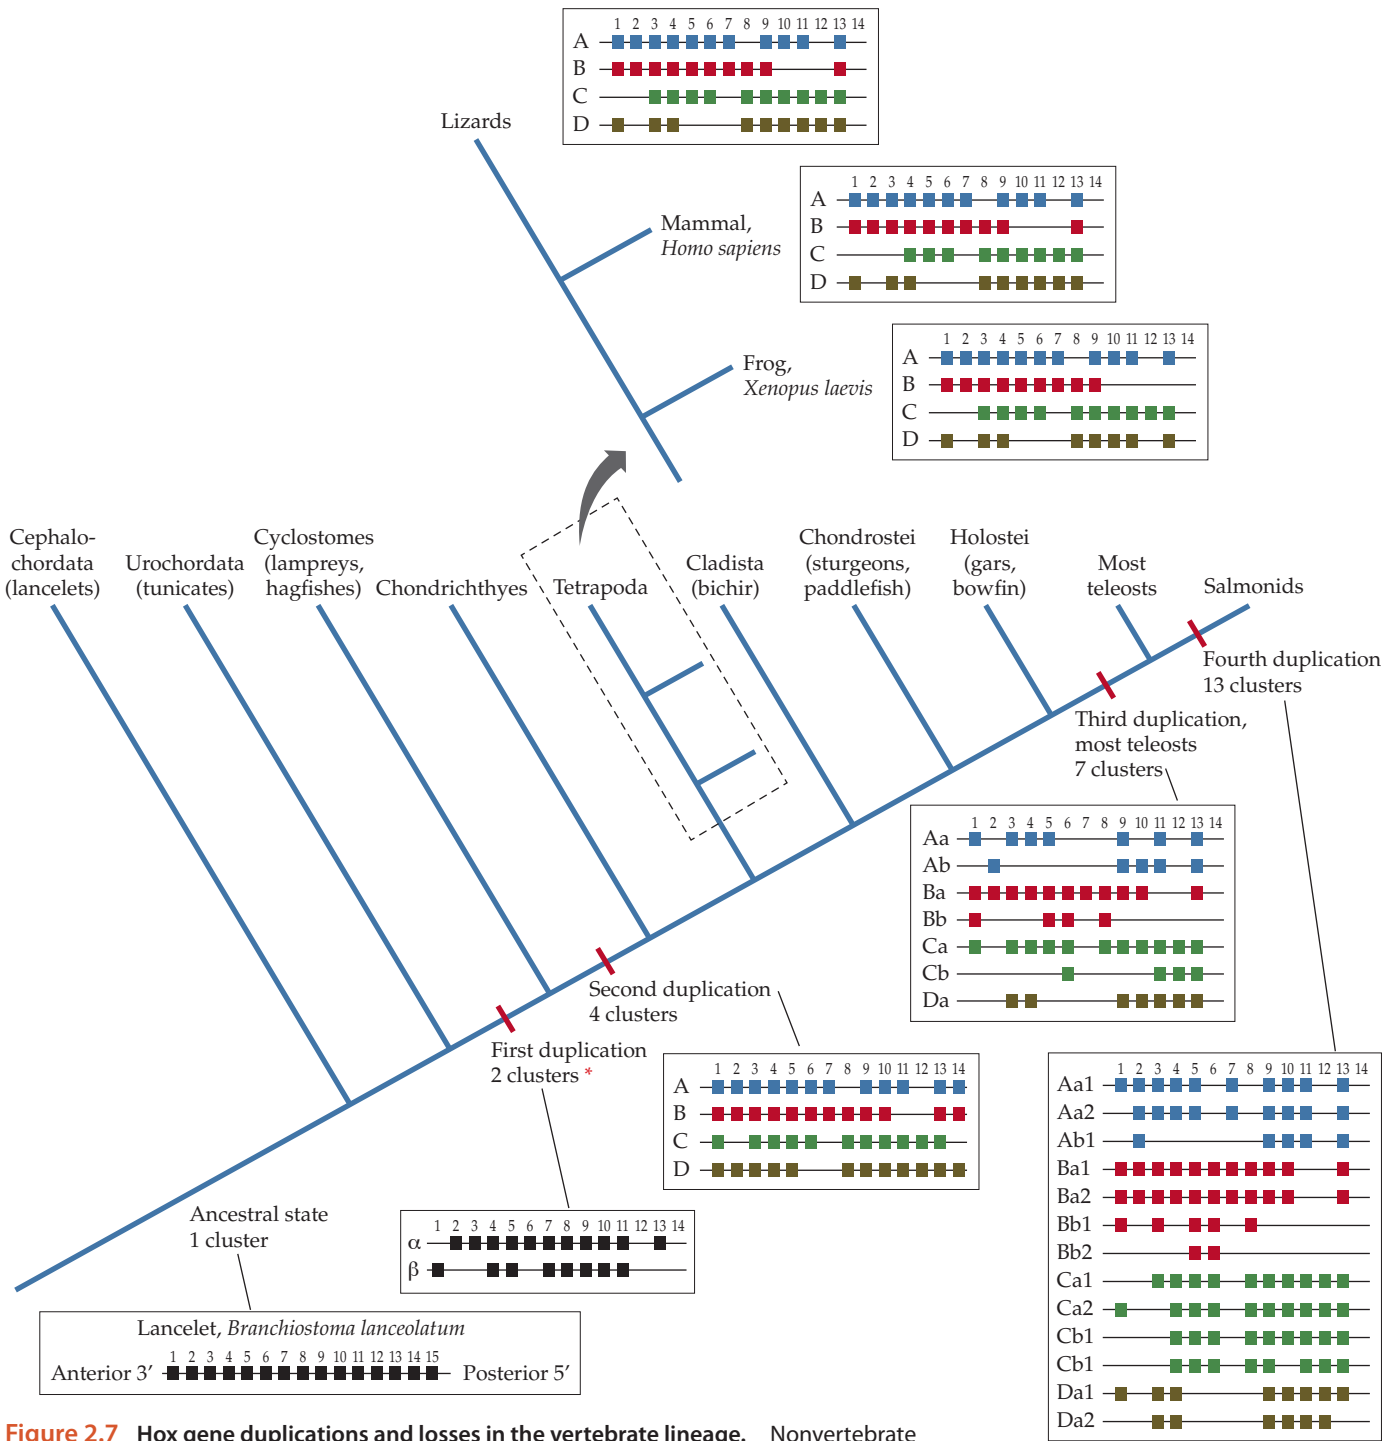 1 2 3 4 5 6 7 8 9 10 11 12 13 14
A
B
C
D
Lizards
1 2 3 4 5 6 7 8 9 10 11 12 13 14
A
B
C
D
Mammal,
Homo sapiens
1 2 3 4 5 6 7 8 9 10 11 12 13 14
A
B
C
D
Frog,
Xenopus laevis
Cephalo-
chordata
(lancelets)
Urochordata
(tunicates)
Cyclostomes
(lampreys,
hagfishes)
Chondrichthyes
Tetrapoda
Cladista
(bichir)
Chondrostei
(sturgeons,
paddlefish)
Holostei
(gars,
bowfin)
Most
teleosts
Salmonids
Fourth duplication
13 clusters
Third duplication,
most teleosts
7 clusters
1 2 3 4 5 6 7 8 9 10 11 12 13 14
Aa
Ab
Ba
Bb
Ca
Cb
Da
Second duplication
4 clusters
1 2 3 4 5 6 7 8 9 10 11 12 13 14
A
B
C
D
First duplication
2 clusters *
1 2 3 4 5 6 7 8 9 10 11 12 13 14
α
β
1 2 3 4 5 6 7 8 9 10 11 12 13 14
Aa1
Aa2
Ab1
Ba1
Ba2
Bb1
Bb2
Ca1
Ca2
Cb1
Cb1
Da1
Da2
Ancestral state
1 cluster
Lancelet, Branchiostoma lanceolatum
1 2 3 4 5 6 7 8 9 10 11 12 13 14 15
Anterior 3′ Posterior 5′
Figure 2.7 Hox gene duplications and losses in the vertebrate lineage. Nonvertebrate